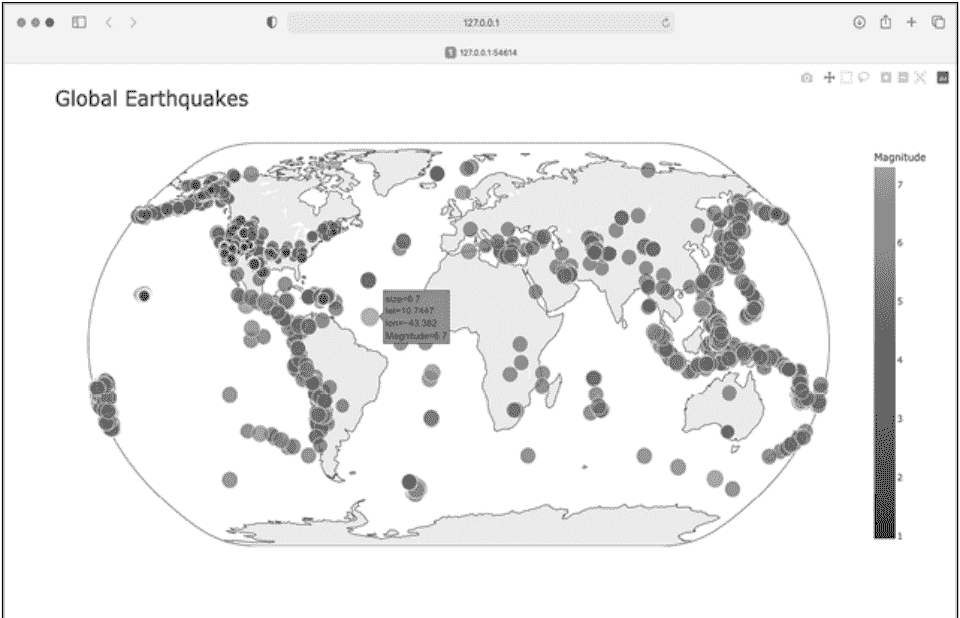 127.0.0.1
127.0.0.1:54614
Global Earthquakes
Magnitude
7
6
5
4
3
2
1
size=6.7
lat=10.7447
lon=-43.382
Magnitude=6.7